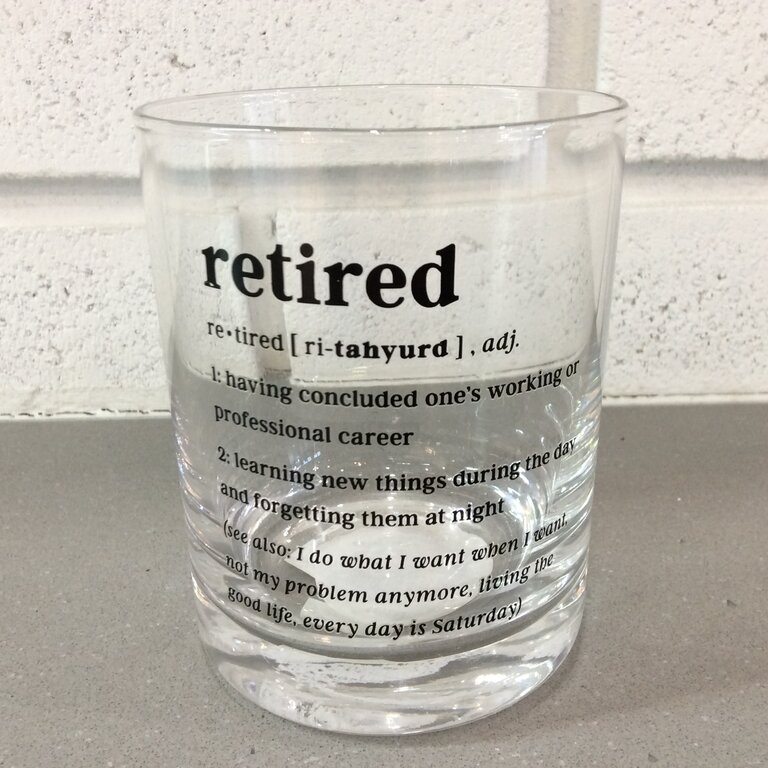 retired
re•tired [ ri-tahyurd ] , adj.
1: having concluded one's working or
professional career
2: learning new things during the day
and forgetting them at night
(see also: I do what I want when I want,
not my problem anymore, living the
good life, every day is Saturday)